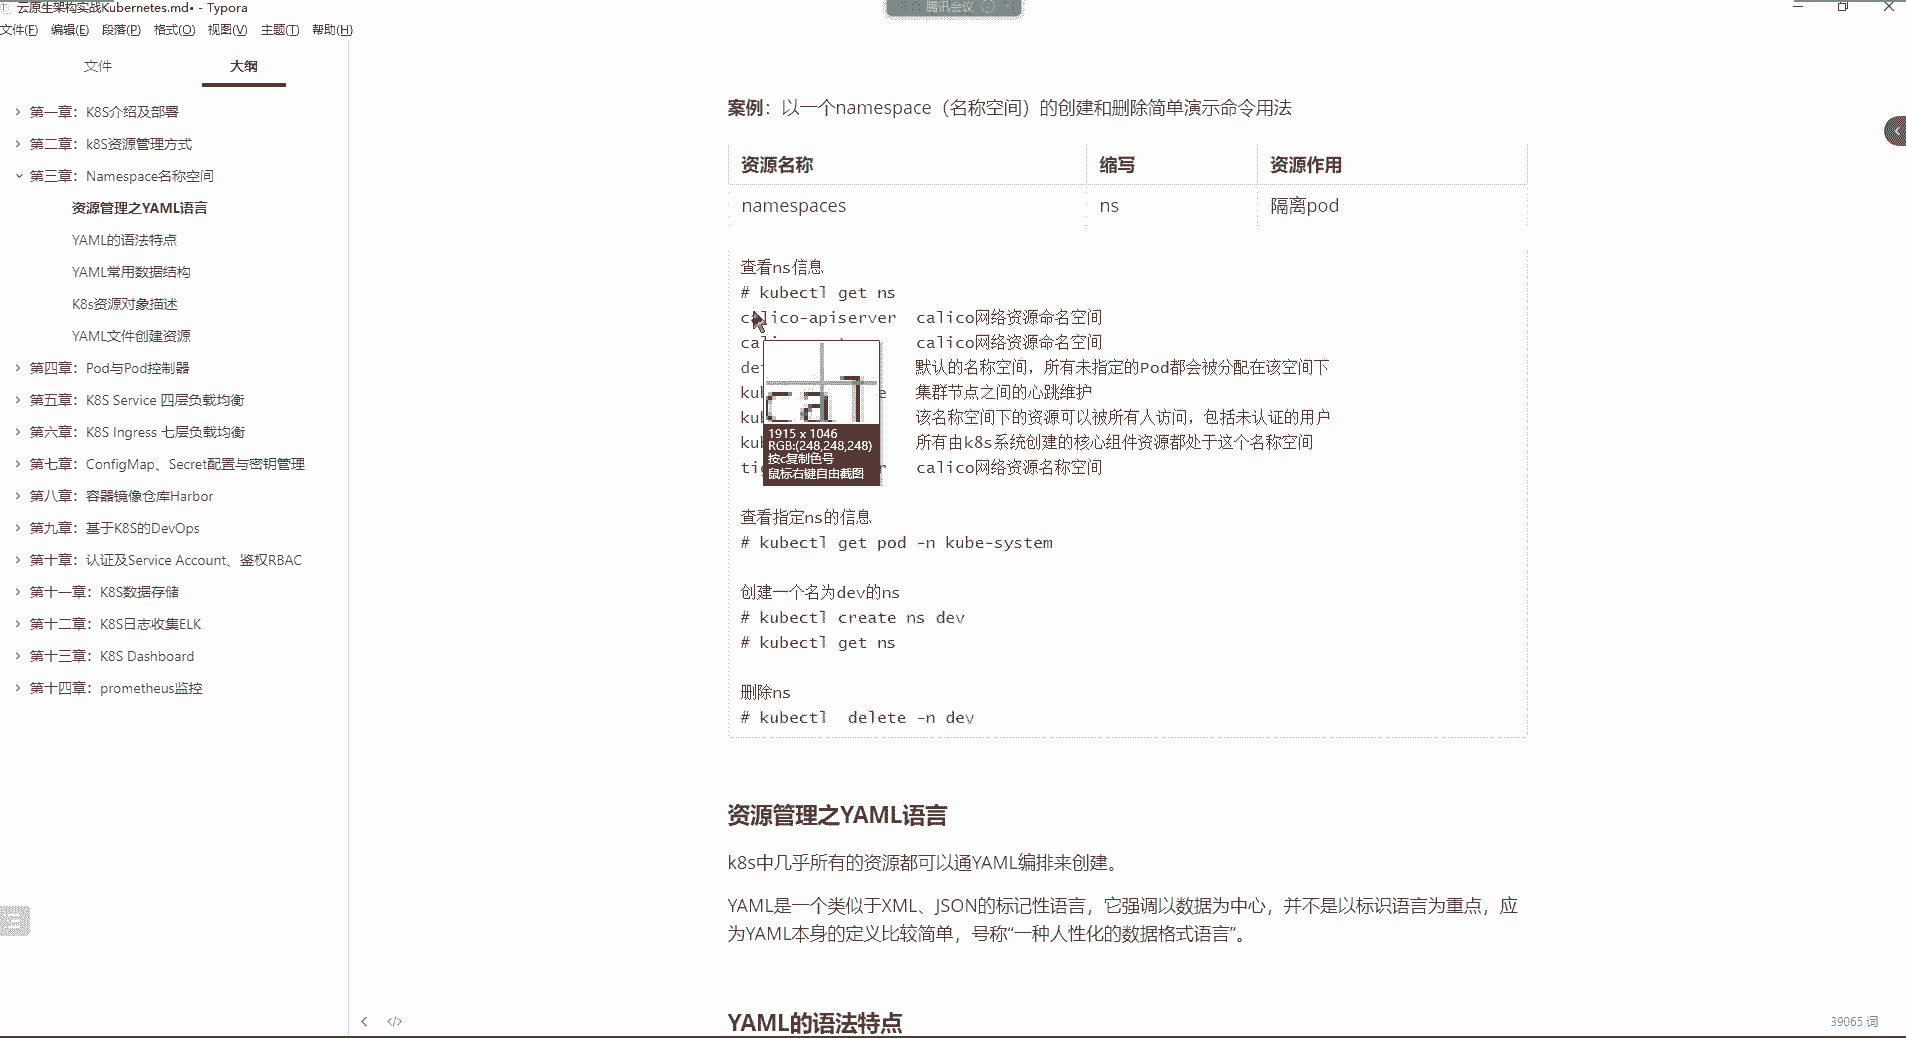 云原生架构实战Kubernetes.md• - Typora
腾讯会议
文件(F) 编辑(E) 段落(P) 格式(O) 视图(V) 主题(T) 帮助(H)
文件 大纲
第一章：K8S介绍及部署
第二章：k8S资源管理方式
第三章：Namespace名称空间
资源管理之YAML语言
YAML的语法特点
YAML常用数据结构
K8s资源对象描述
YAML文件创建资源
第四章：Pod与Pod控制器
第五章：K8S Service 四层负载均衡
第六章：K8S Ingress 七层负载均衡
第七章：ConfigMap、Secret配置与密钥管理
第八章：容器镜像仓库Harbor
第九章：基于K8S的DevOps
第十章：认证及Service Account、鉴权RBAC
第十一章：K8S数据存储
第十二章：K8S日志收集ELK
第十三章：K8S Dashboard
第十四章：prometheus监控
案例：以一个namespace（名称空间）的创建和删除简单演示命令用法
资源名称 缩写 资源作用
namespaces ns 隔离pod
查看ns信息
# kubectl get ns
calico-apiserver calico网络资源命名空间
calico网络资源命名空间
默认的名称空间，所有未指定的Pod都会被分配在该空间下
集群节点之间的心跳维护
该名称空间下的资源可以被所有人访问，包括未认证的用户
所有由k8s系统创建的核心组件资源都处于这个名称空间
calico网络资源名称空间
cal
1915 x 1046
RGB:(248,248,248)
按c复制色号
鼠标右键自由截图
查看指定ns的信息
# kubectl get pod -n kube-system
创建一个名为dev的ns
# kubectl create ns dev
# kubectl get ns
删除ns
# kubectl  delete -n dev
资源管理之YAML语言
k8s中几乎所有的资源都可以通YAML编排来创建。
YAML是一个类似于XML、JSON的标记性语言，它强调以数据为中心，并不是以标识语言为重点，应
为YAML本身的定义比较简单，号称“一种人性化的数据格式语言”。
YAML的语法特点
39065 词